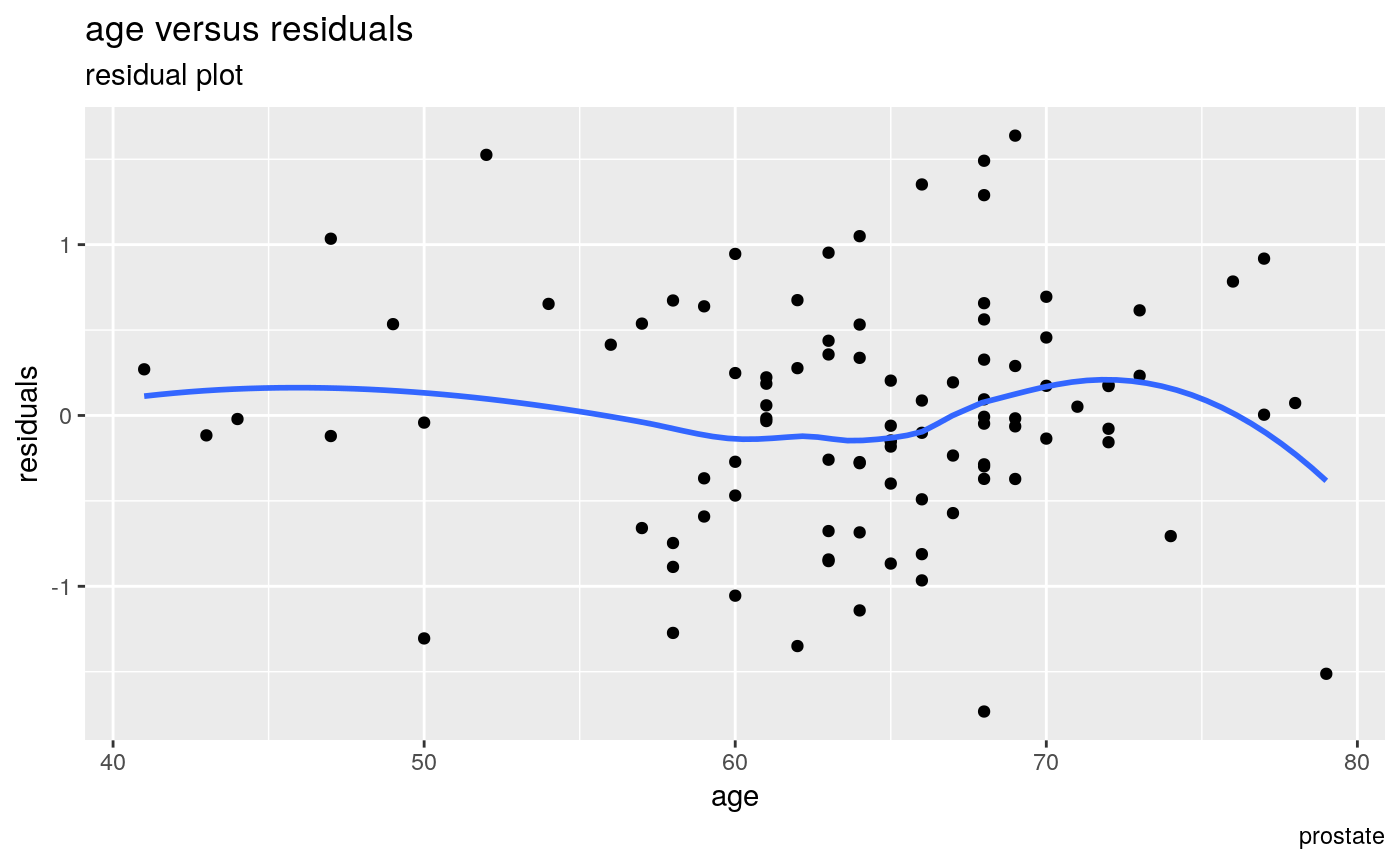 age versus residuals
residual plot
residuals
1
0
-1
40 50 60 70 80
age
prostate